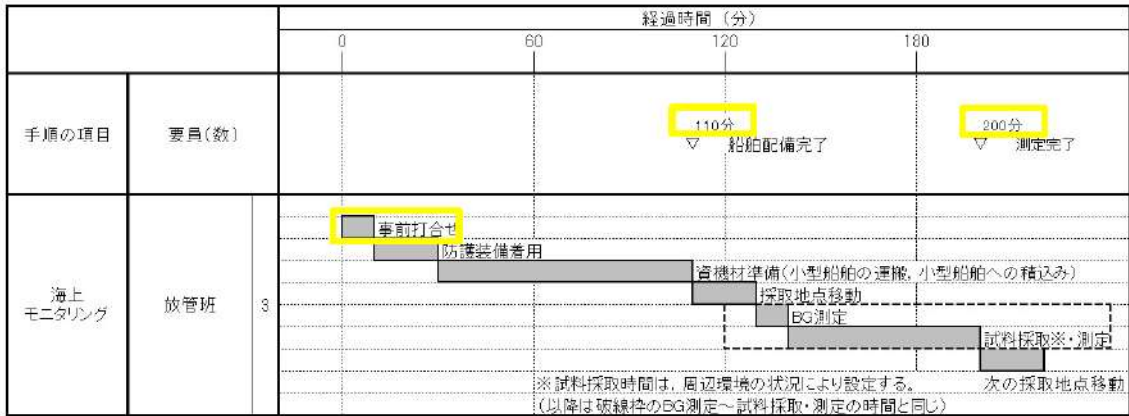 経過時間（分）
0 60 120 180
手順の項目 要員（数）
110分 200分
▽ 船舶配備完了 ▽ 測定完了
事前打合せ
防護装備着用
資機材準備（小型船舶の運搬，小型船舶への積込み）
海上
モニタリング
放管班
3
採取地点移動
BG測定
試料採取※・測定
次の採取地点移動
※試料採取時間は，周辺環境の状況により設定する。
（以降は破線枠のBG測定～試料採取・測定の時間と同じ）